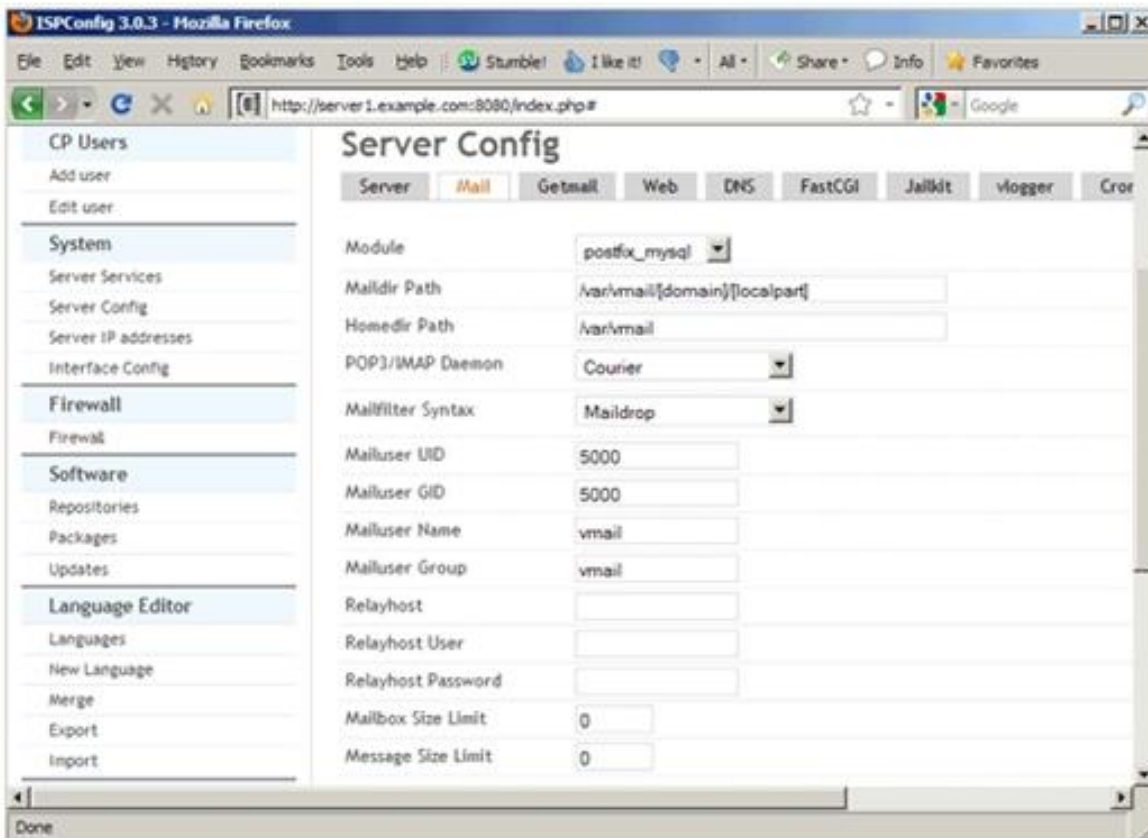 ISPConfig 3.0.3 - Mozilla Firefox
File Edit View History Bookmarks Tools Help Stumble! I like it! All Share Info Favorites
http://server1.example.com:8080/index.php# Google
CP Users
Add user
Edit user
System
Server Services
Server Config
Server IP addresses
Interface Config
Firewall
Firewall
Software
Repositories
Packages
Updates
Language Editor
Languages
New Language
Merge
Export
Import
Server Config
Server Mail Getmail Web DNS FastCGI Jailkit vlogger Cron
Module postfix_mysql
Maildir Path /var/vmail/[domain]/[localpart]
Homedir Path /var/vmail
POP3/IMAP Daemon Courier
Mailfilter Syntax Maildrop
Mailuser UID 5000
Mailuser GID 5000
Mailuser Name vmail
Mailuser Group vmail
Relayhost
Relayhost User
Relayhost Password
Mailbox Size Limit 0
Message Size Limit 0
Done